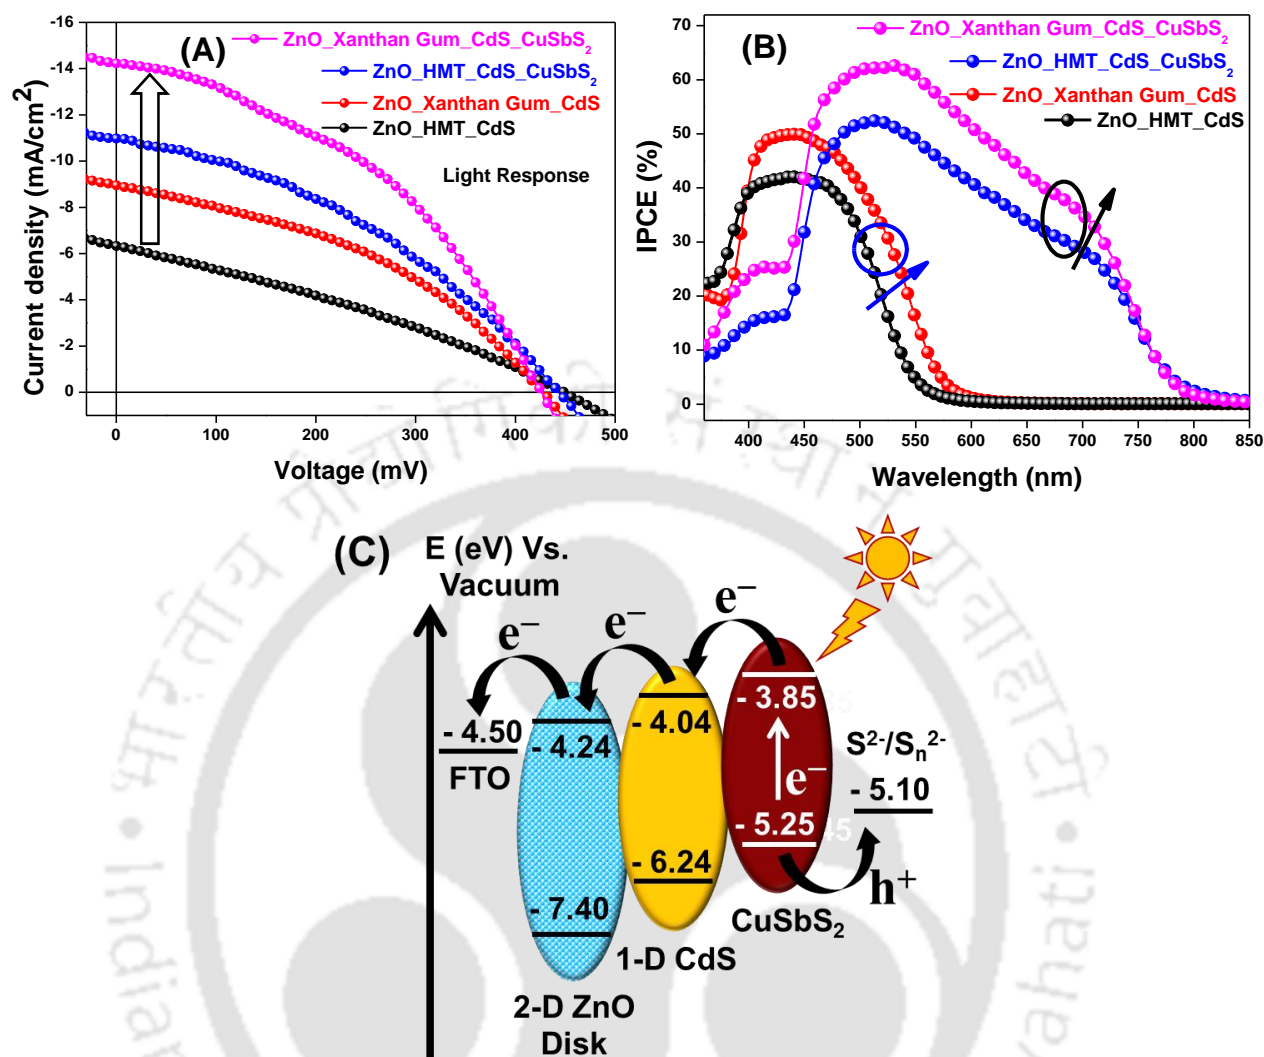 (A)
ZnO_Xanthan Gum_CdS_CuSbS₂
ZnO_HMT_CdS_CuSbS₂
ZnO_Xanthan Gum_CdS
ZnO_HMT_CdS
Light Response
Current density (mA/cm²)
-16
-14
-12
-10
-8
-6
-4
-2
0
0 100 200 300 400 500
Voltage (mV)
(B)
ZnO_Xanthan Gum_CdS_CuSbS₂
ZnO_HMT_CdS_CuSbS₂
ZnO_Xanthan Gum_CdS
ZnO_HMT_CdS
IPCE (%)
70
60
50
40
30
20
10
0
400 450 500 550 600 650 700 750 800 850
Wavelength (nm)
(C) E (eV) Vs.
Vacuum
e⁻ e⁻ e⁻
- 4.50
FTO
- 4.24
- 7.40
2-D ZnO
Disk
- 4.04
- 6.24
1-D CdS
- 3.85
e⁻
- 5.25
CuSbS₂
S²⁻/Sₙ²⁻
- 5.10
h⁺
45
भारतीय प्रौद्योगिकी संस्थान गुवाहाटी
Indian
wahati